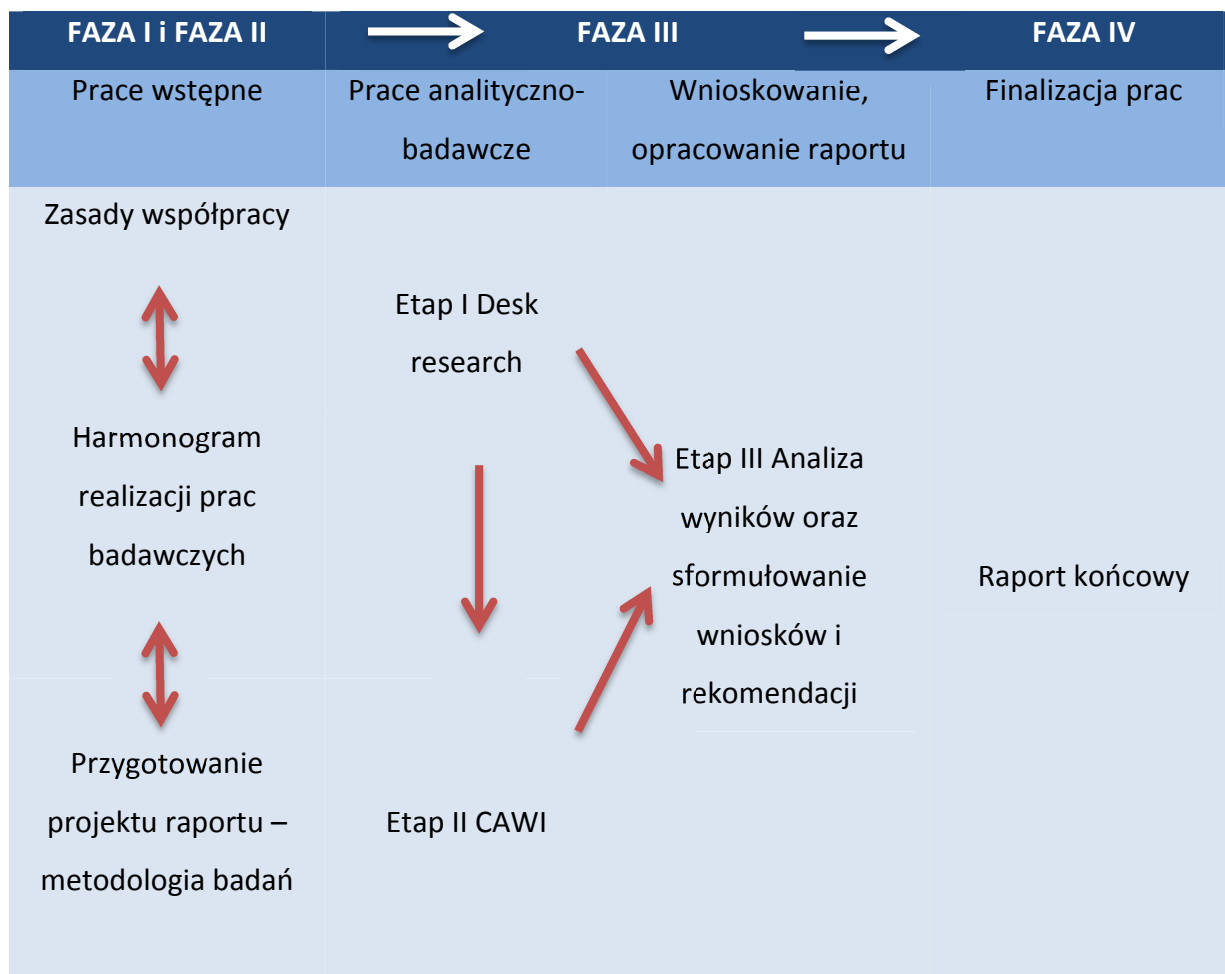 FAZA I i FAZA II
FAZA III
FAZA IV
Prace wstępne
Prace analityczno-
badawcze
Wnioskowanie,
opracowanie raportu
Finalizacja prac
Zasady współpracy
Harmonogram
realizacji prac
badawczych
Przygotowanie
projektu raportu –
metodologia badań
Etap I Desk
research
Etap II CAWI
Etap III Analiza
wyników oraz
sformułowanie
wniosków i
rekomendacji
Raport końcowy